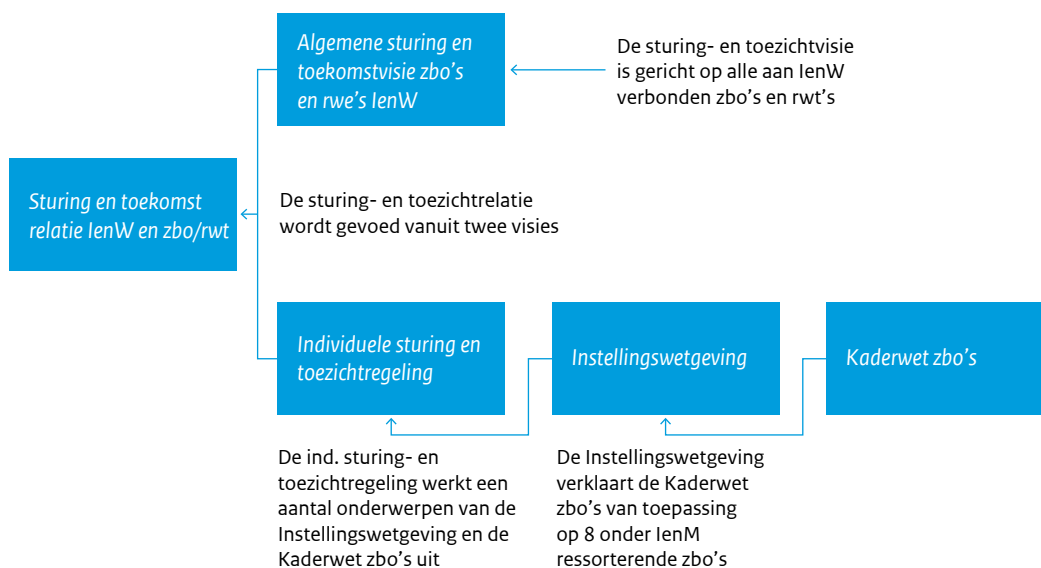 Algemene sturing en
toekomstvisie zbo's
en rwe's IenW
De sturing- en toezichtvisie
is gericht op alle aan IenW
verbonden zbo's en rwt's
Sturing en toekomst
relatie IenW en zbo/rwt
De sturing- en toezichtrelatie
wordt gevoed vanuit twee visies
Individuele sturing en
toezichtregeling
Instellingswetgeving
Kaderwet zbo's
De ind. sturing- en
toezichtregeling werkt een
aantal onderwerpen van de
Instellingswetgeving en de
Kaderwet zbo's uit
De Instellingswetgeving
verklaart de Kaderwet
zbo's van toepassing
op 8 onder IenM
ressorterende zbo's